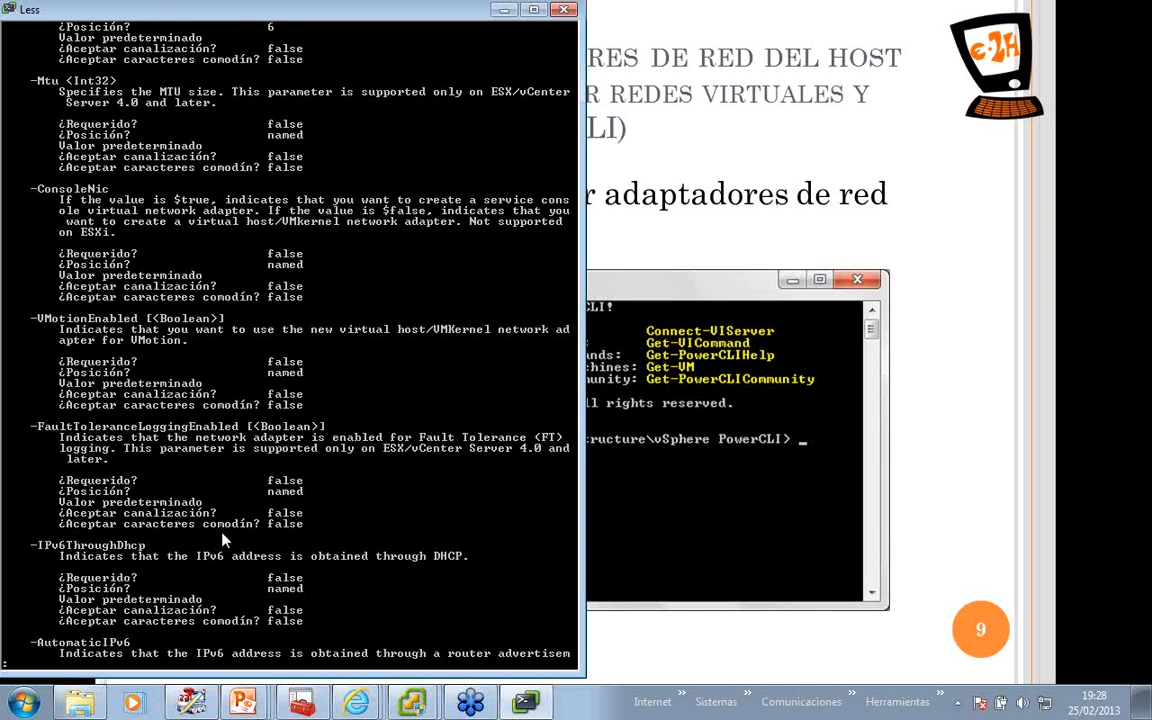 Less
¿Posición? 6
Valor predeterminado
¿Aceptar canalización? false
¿Aceptar caracteres comodín? false
-Mtu <Int32>
Specifies the MTU size. This parameter is supported only on ESX/vCenter
Server 4.0 and later.
¿Requerido? false
¿Posición? named
Valor predeterminado
¿Aceptar canalización? false
¿Aceptar caracteres comodín? false
-ConsoleNic
If the value is $true, indicates that you want to create a service cons
ole virtual network adapter. If the value is $false, indicates that you
want to create a virtual host/VMkernel network adapter. Not supported
on ESXi.
¿Requerido? false
¿Posición? named
Valor predeterminado
¿Aceptar canalización? false
¿Aceptar caracteres comodín? false
-VMotionEnabled [<Boolean>]
Indicates that you want to use the new virtual host/VMKernel network ad
apter for VMotion.
¿Requerido? false
¿Posición? named
Valor predeterminado
¿Aceptar canalización? false
¿Aceptar caracteres comodín? false
-FaultToleranceLoggingEnabled [<Boolean>]
Indicates that the network adapter is enabled for Fault Tolerance (FT)
logging. This parameter is supported only on ESX/vCenter Server 4.0 and
later.
¿Requerido? false
¿Posición? named
Valor predeterminado
¿Aceptar canalización? false
¿Aceptar caracteres comodín? false
-IPv6ThroughDhcp
Indicates that the IPv6 address is obtained through DHCP.
¿Requerido? false
¿Posición? named
Valor predeterminado
¿Aceptar canalización? false
¿Aceptar caracteres comodín? false
-AutomaticIPv6
Indicates that the IPv6 address is obtained through a router advertisem
:
RES DE RED DEL HOST
R REDES VIRTUALES Y
LI)
r adaptadores de red
e-2H
CLI!
Connect-VIServer
: Get-VICommand
ands: Get-PowerCLIHelp
chines: Get-VM
munity: Get-PowerCLICommunity
ll rights reserved.
structure\vSphere PowerCLI> _
9
Internet » Sistemas » Comunicaciones » Herramientas »
19:28
25/02/2013